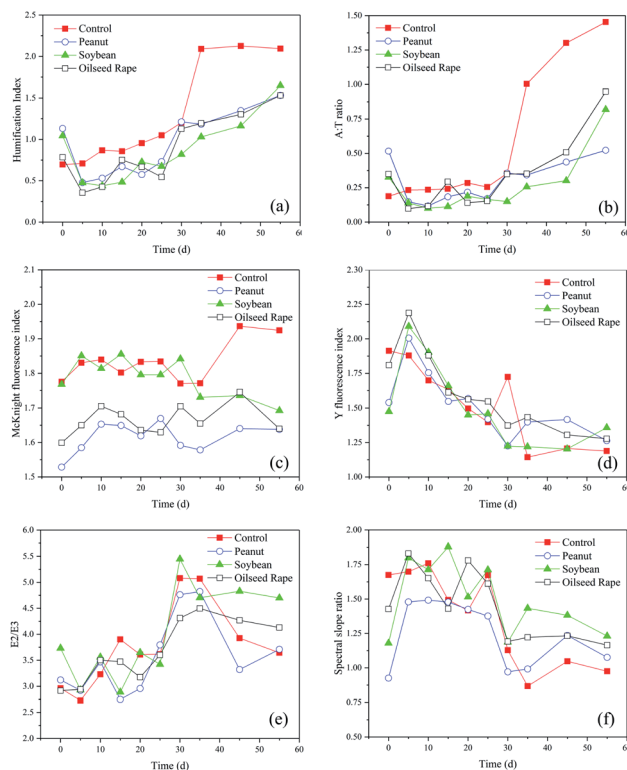 Humification Index
2.5
2.0
1.5
1.0
0.5
0.0
Control
Peanut
Soybean
Oilseed Rape
(a)
0 10 20 30 40 50 60
Time (d)
A:T ratio
1.50
1.25
1.00
0.75
0.50
0.25
0.00
Control
Peanut
Soybean
Oilseed Rape
(b)
0 10 20 30 40 50 60
Time (d)
McKnight fluorescence index
2.1
2.0
1.9
1.8
1.7
1.6
1.5
Control
Peanut
Soybean
Oilseed Rape
(c)
0 10 20 30 40 50 60
Time (d)
Y fluorescence index
2.50
2.25
2.00
1.75
1.50
1.25
1.00
Control
Peanut
Soybean
Oilseed Rape
(d)
0 10 20 30 40 50 60
Time (d)
E2/E3
6.0
5.5
5.0
4.5
4.0
3.5
3.0
2.5
2.0
Control
Peanut
Soybean
Oilseed Rape
(e)
0 10 20 30 40 50 60
Time (d)
Spectral slope ratio
2.00
1.75
1.50
1.25
1.00
0.75
0.50
Control
Peanut
Soybean
Oilseed Rape
(f)
0 10 20 30 40 50 60
Time (d)